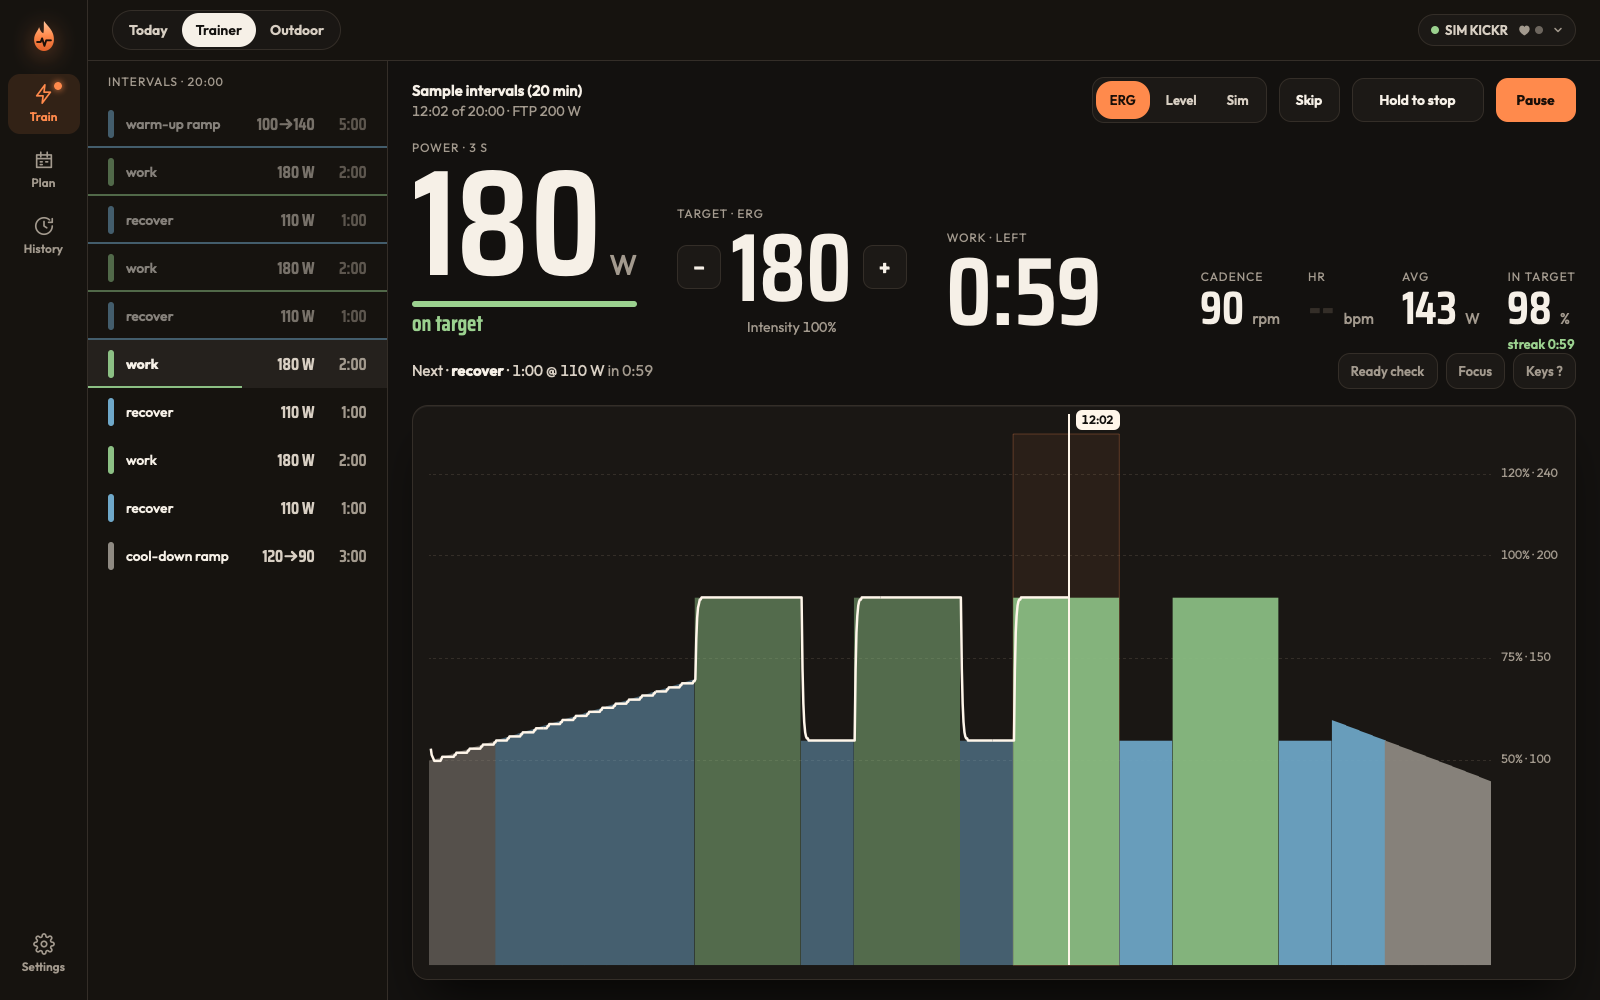 Today
Trainer
Outdoor
SIM KICKR
Train
Plan
History
Settings
INTERVALS · 20:00
warm-up ramp 100→140 5:00
work 180 W 2:00
recover 110 W 1:00
work 180 W 2:00
recover 110 W 1:00
work 180 W 2:00
recover 110 W 1:00
work 180 W 2:00
recover 110 W 1:00
cool-down ramp 120→90 3:00
Sample intervals (20 min)
12:02 of 20:00 · FTP 200 W
ERG
Level
Sim
Skip
Hold to stop
Pause
POWER · 3 S
180 W
on target
TARGET · ERG
− 180 +
Intensity 100%
WORK · LEFT
0:59
CADENCE
90 rpm
HR
-- bpm
AVG
143 W
IN TARGET
98 %
streak 0:59
Next · recover · 1:00 @ 110 W in 0:59
Ready check
Focus
Keys ?
12:02
120% · 240
100% · 200
75% · 150
50% · 100